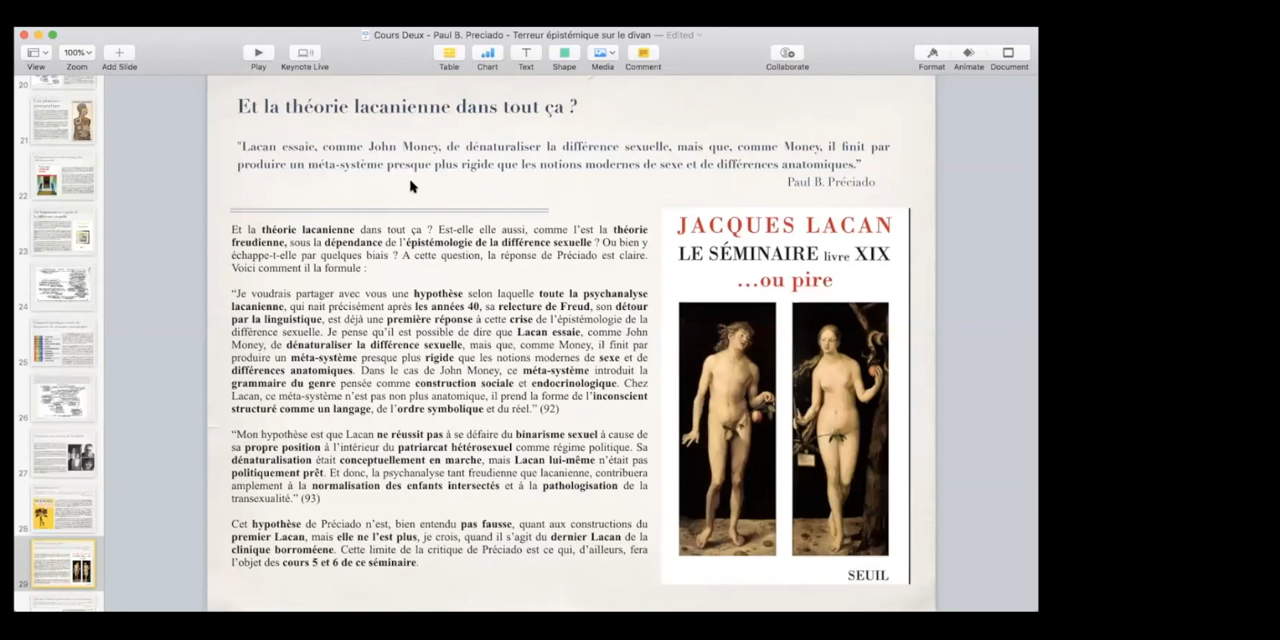 Cours Deux - Paul B. Preciado - Terreur épistémique sur le divan — Edited
100%
View
Zoom
Add Slide
Play
Keynote Live
Table
Chart
Text
Shape
Media
Comment
Collaborate
Format
Animate
Document
20
21
22
23
24
25
26
27
28
29
Et la théorie lacanienne dans tout ça ?
"Lacan essaie, comme John Money, de dénaturaliser la différence sexuelle, mais que, comme Money, il finit par
produire un méta-système presque plus rigide que les notions modernes de sexe et de différences anatomiques."
Paul B. Préciado
Et la théorie lacanienne dans tout ça ? Est-elle elle aussi, comme l'est la théorie
freudienne, sous la dépendance de l'épistémologie de la différence sexuelle ? Ou bien y
échappe-t-elle par quelques biais ? A cette question, la réponse de Préciado est claire.
Voici comment il la formule :
"Je voudrais partager avec vous une hypothèse selon laquelle toute la psychanalyse
lacanienne, qui nait précisément après les années 40, sa relecture de Freud, son détour
par la linguistique, est déjà une première réponse à cette crise de l'épistémologie de la
différence sexuelle. Je pense qu'il est possible de dire que Lacan essaie, comme John
Money, de dénaturaliser la différence sexuelle, mais que, comme Money, il finit par
produire un méta-système presque plus rigide que les notions modernes de sexe et de
différences anatomiques. Dans le cas de John Money, ce méta-système introduit la
grammaire du genre pensée comme construction sociale et endocrinologique. Chez
Lacan, ce méta-système n'est pas non plus anatomique, il prend la forme de l'inconscient
structuré comme un langage, de l'ordre symbolique et du réel." (92)
"Mon hypothèse est que Lacan ne réussit pas à se défaire du binarisme sexuel à cause de
sa propre position à l'intérieur du patriarcat hétérosexuel comme régime politique. Sa
dénaturalisation était conceptuellement en marche, mais Lacan lui-même n'était pas
politiquement prêt. Et donc, la psychanalyse tant freudienne que lacanienne, contribuera
amplement à la normalisation des enfants intersectés et à la pathologisation de la
transexualité." (93)
Cet hypothèse de Préciado n'est, bien entendu pas fausse, quant aux constructions du
premier Lacan, mais elle ne l'est plus, je crois, quand il s'agit du dernier Lacan de la
clinique borroméene. Cette limite de la critique de Préciado est ce qui, d'ailleurs, fera
l'objet des cours 5 et 6 de ce séminaire.
JACQUES LACAN
LE SÉMINAIRE livre XIX
...ou pire
SEUIL